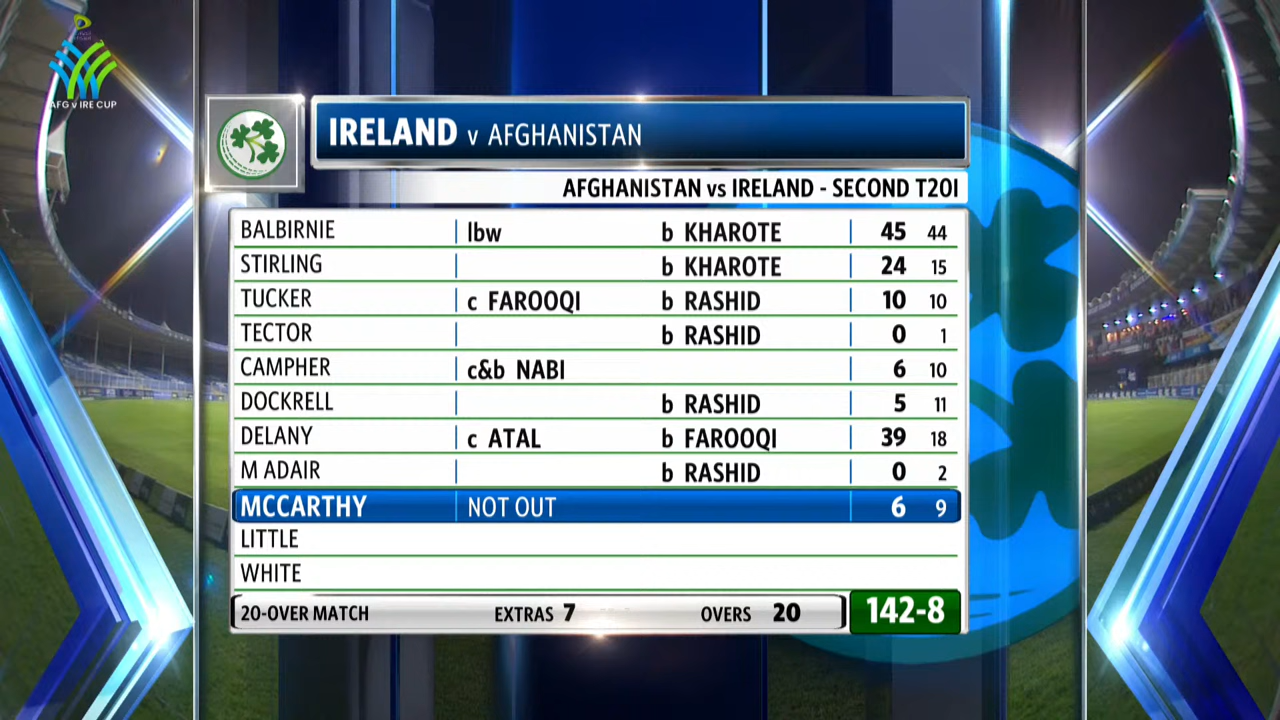 AFG v IRE CUP
IRELAND v AFGHANISTAN
AFGHANISTAN vs IRELAND - SECOND T20I
BALBIRNIE lbw b KHAROTE 45 44
STIRLING b KHAROTE 24 15
TUCKER c FAROOQI b RASHID 10 10
TECTOR b RASHID 0 1
CAMPHER c&b NABI 6 10
DOCKRELL b RASHID 5 11
DELANY c ATAL b FAROOQI 39 18
M ADAIR b RASHID 0 2
MCCARTHY NOT OUT 6 9
LITTLE
WHITE
20-OVER MATCH EXTRAS 7 OVERS 20 142-8